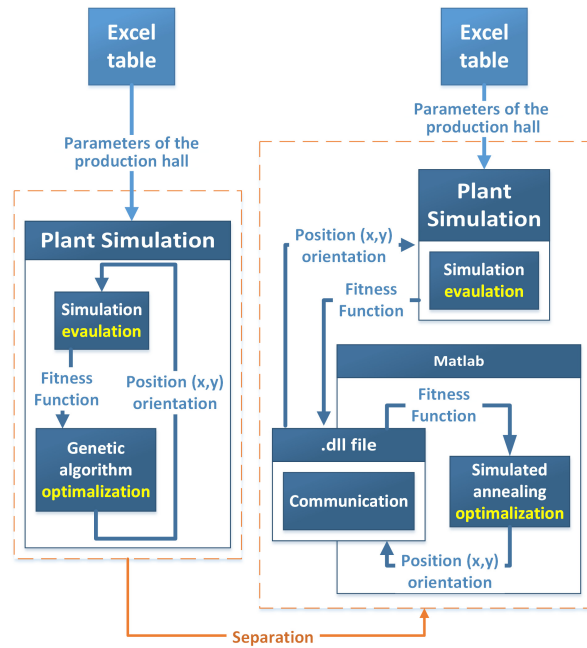 Excel
table
Parameters of the
production hall
Plant Simulation
Simulation
evaulation
Fitness
Function
Position (x,y)
orientation
Genetic
algorithm
optimalization
Excel
table
Parameters of the
production hall
Plant
Simulation
Position (x,y)
orientation
Simulation
evaulation
Fitness
Function
Matlab
Fitness
Function
.dll file
Communication
Simulated
annealing
optimalization
Position (x,y)
orientation
Separation